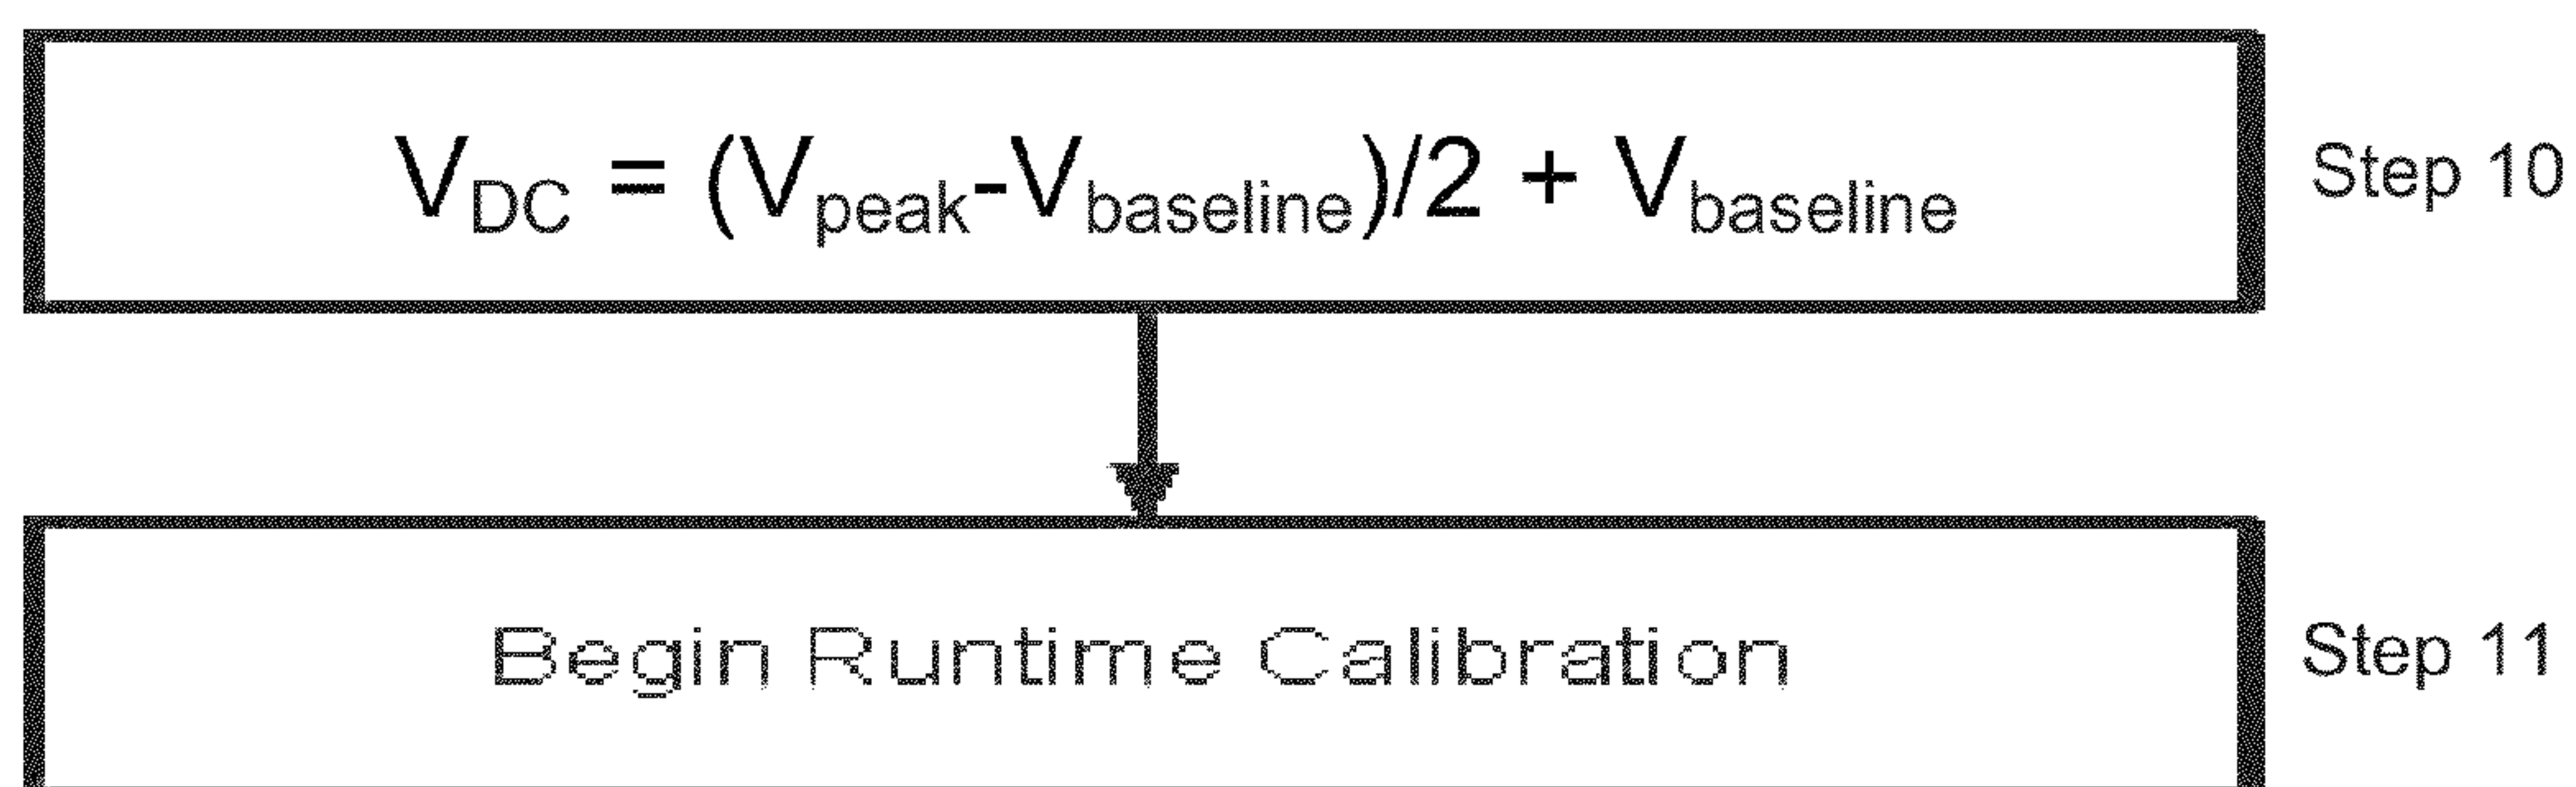 V_DC = (V_peak-V_baseline)/2 + V_baseline Step 10
Begin Runtime Calibration Step 11